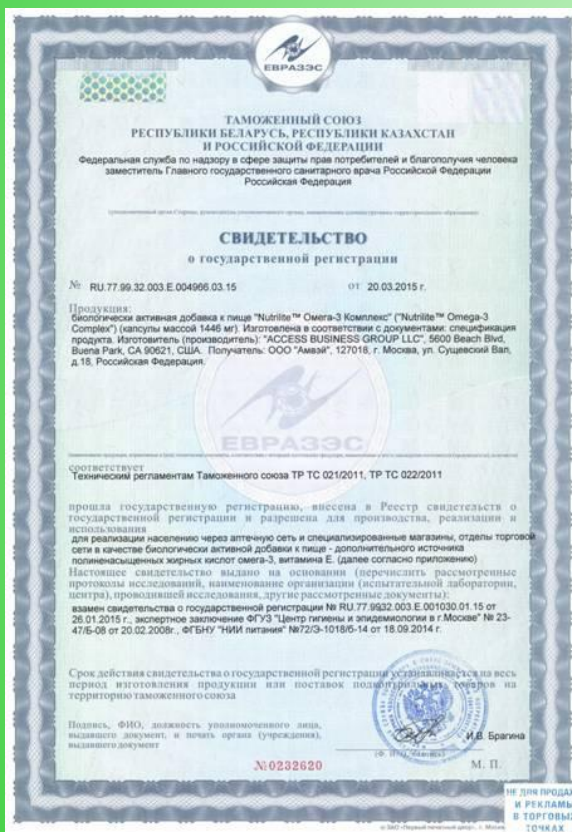 ЕВРАЗЭС
ТАМОЖЕННЫЙ СОЮЗ
РЕСПУБЛИКИ БЕЛАРУСЬ, РЕСПУБЛИКИ КАЗАХСТАН
И РОССИЙСКОЙ ФЕДЕРАЦИИ
Федеральная служба по надзору в сфере защиты прав потребителей и благополучия человека
заместитель Главного государственного санитарного врача Российской Федерации
Российская Федерация
СВИДЕТЕЛЬСТВО
о государственной регистрации
№ RU.77.99.32.003.Е.004966.03.15 от 20.03.2015 г.
Продукция:
биологически активная добавка к пище "Nutrilite™ Омега-3 Комплекс" ("Nutrilite™ Omega-3
Complex") (капсулы массой 1446 мг). Изготовлена в соответствии с документами: спецификация
продукта. Изготовитель (производитель): "ACCESS BUSINESS GROUP LLC", 5600 Beach Blvd,
Buena Park, CA 90621, США. Получатель: ООО "Амвэй", 127018, г. Москва, ул. Сущевский Вал,
д.18, Российская Федерация.
ЕВРАЗЭС
соответствует
Техническим регламентам Таможенного союза ТР ТС 021/2011, ТР ТС 022/2011
прошла государственную регистрацию, внесена в Реестр свидетельств о
государственной регистрации и разрешена для производства, реализации и
использования
для реализации населению через аптечную сеть и специализированные магазины, отделы торговой
сети в качестве биологически активной добавки к пище - дополнительного источника
полиненасыщенных жирных кислот омега-3, витамина Е. (далее согласно приложению)
Настоящее свидетельство выдано на основании (перечислить рассмотренные
протоколы исследований, наименование организации (испытательной лаборатории,
центра), проводившей исследования, другие рассмотренные документы):
взамен свидетельства о государственной регистрации № RU.77.9932.003.Е.001030.01.15 от
26.01.2015 г., экспертное заключение ФГУЗ "Центр гигиены и эпидемиологии в г.Москве" № 23-
47/Б-08 от 20.02.2008г., ФГБНУ "НИИ питания" №72/Э-1018/б-14 от 18.09.2014 г.
Срок действия свидетельства о государственной регистрации устанавливается на весь
период изготовления продукции или поставок подконтрольных товаров на
территорию таможенного союза
Подпись, ФИО, должность уполномоченного лица,
выдавшего документ, и печать органа (учреждения),
выдавшего документ
И.В. Брагина
№0232620
М. П.
НЕ ДЛЯ ПРОДАЖ
И РЕКЛАМЫ
В ТОРГОВЫХ
ТОЧКАХ